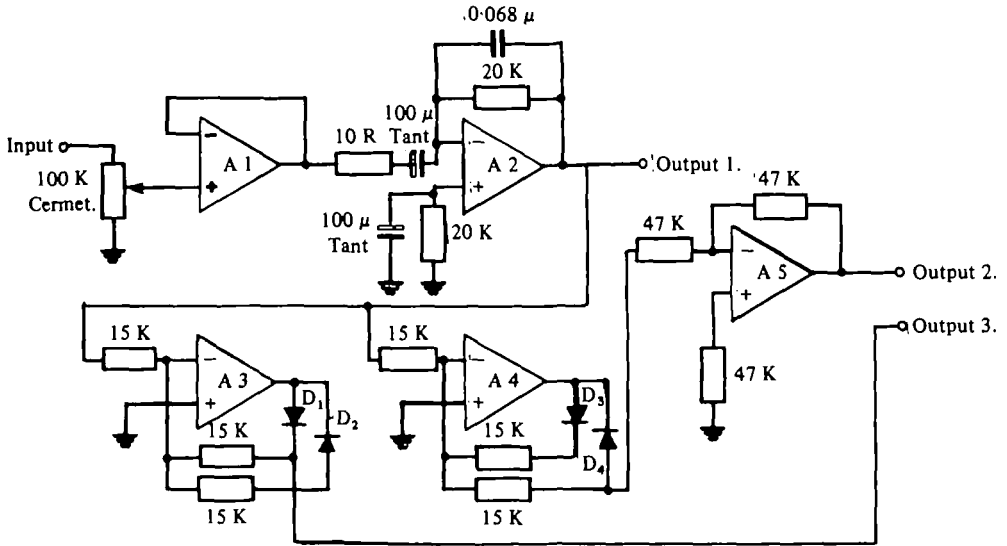 .0·068 µ
20 K
100 µ
Tant
10 R
Input
100 K
Cermet.
A 1
A 2
Output 1.
100 µ
Tant
20 K
47 K
47 K
A 5
Output 2.
Output 3.
47 K
15 K
A 3
D1
D2
15 K
15 K
15 K
A 4
D3
D4
15 K
15 K